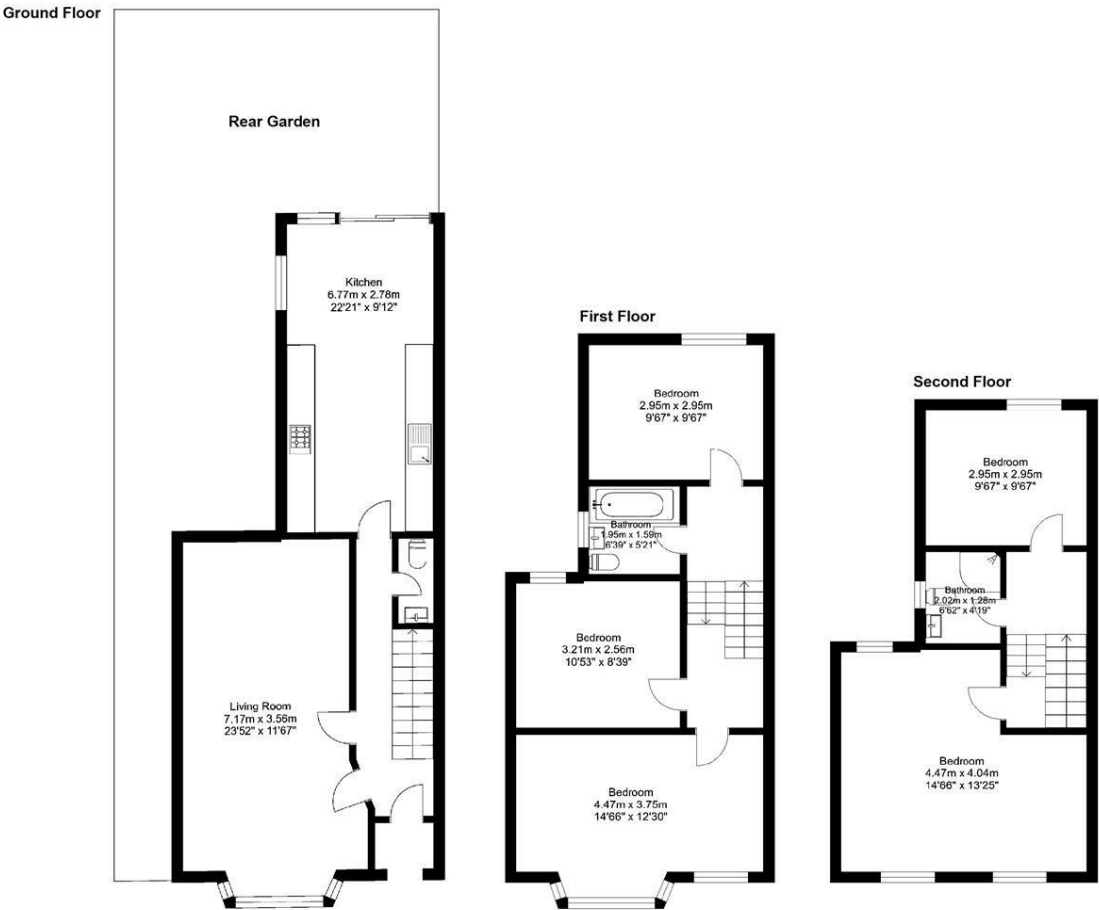 Ground Floor
Rear Garden
Kitchen
6.77m x 2.78m
22'21" x 9'12"
Living Room
7.17m x 3.56m
23'52" x 11'67"
First Floor
Bedroom
2.95m x 2.95m
9'67" x 9'67"
Bathroom
1.95m x 1.59m
6'39" x 5'21"
Bedroom
3.21m x 2.56m
10'53" x 8'39"
Bedroom
4.47m x 3.75m
14'66" x 12'30"
Second Floor
Bedroom
2.95m x 2.95m
9'67" x 9'67"
Bathroom
2.02m x 1.28m
6'62" x 4'19"
Bedroom
4.47m x 4.04m
14'66" x 13'25"